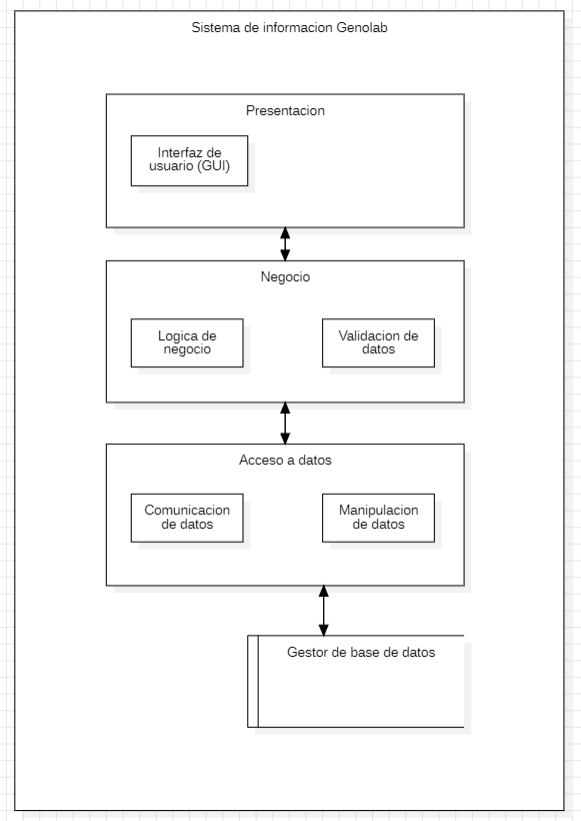 Sistema de informacion Genolab
Presentacion
Interfaz de
usuario (GUI)
Negocio
Logica de
negocio
Validacion de
datos
Acceso a datos
Comunicacion
de datos
Manipulacion
de datos
Gestor de base de datos